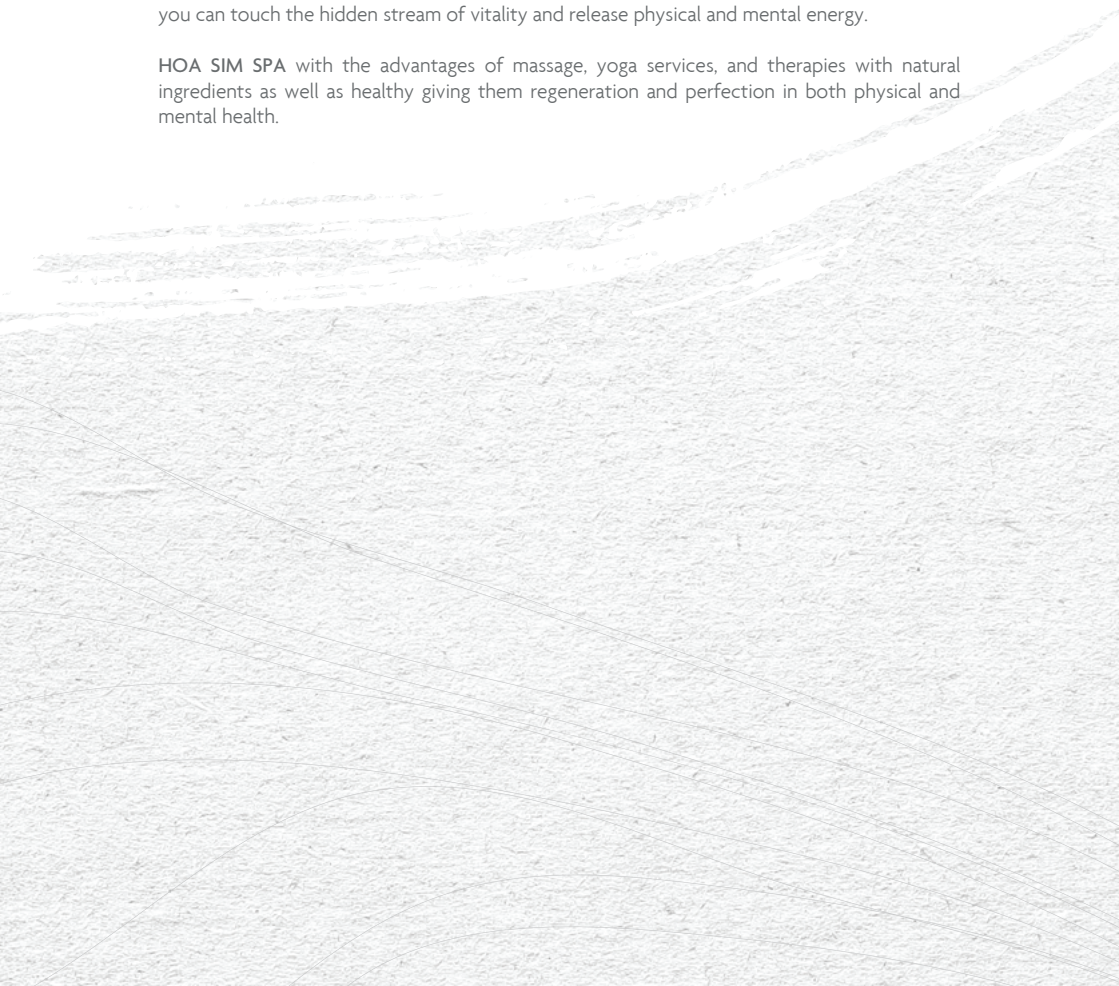 you can touch the hidden stream of vitality and release physical and mental energy.
HOA SIM SPA with the advantages of massage, yoga services, and therapies with natural
ingredients as well as healthy giving them regeneration and perfection in both physical and
mental health.